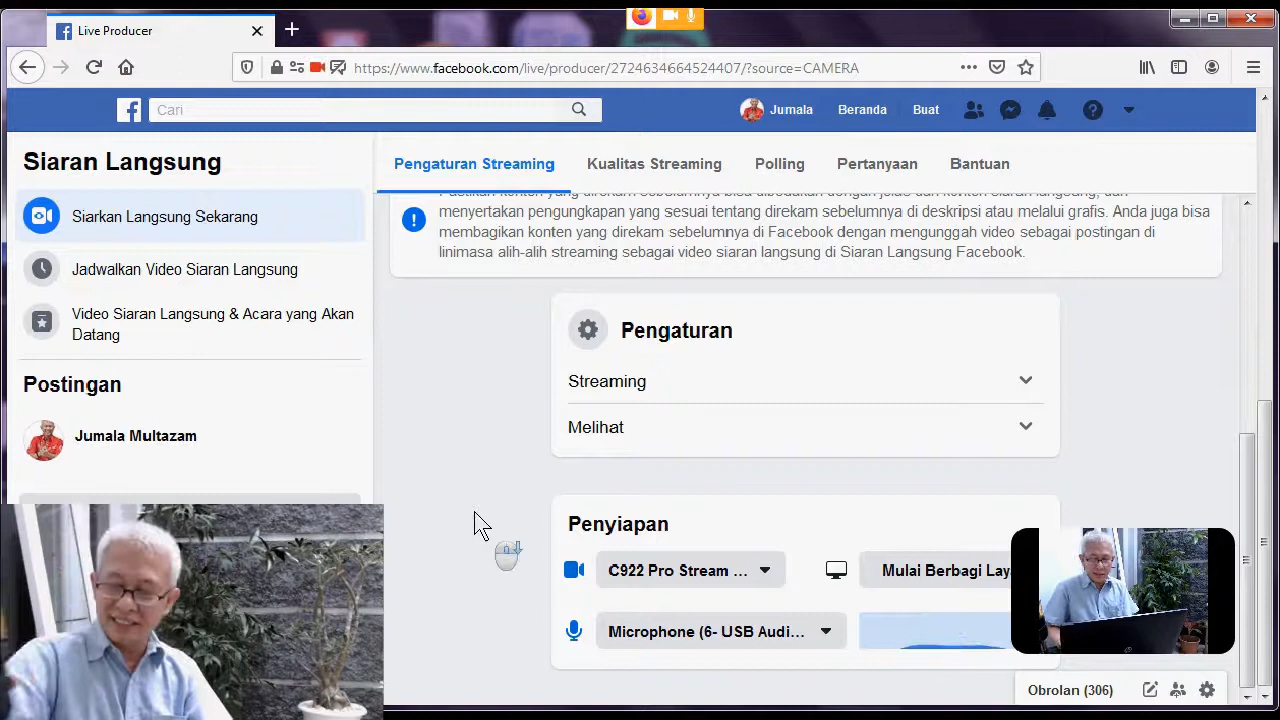 Live Producer
https://www.facebook.com/live/producer/2724634664524407/?source=CAMERA
Cari
Jumala
Beranda
Buat
Siaran Langsung
Siarkan Langsung Sekarang
Jadwalkan Video Siaran Langsung
Video Siaran Langsung & Acara yang Akan
Datang
Postingan
Jumala Multazam
Pengaturan Streaming
Kualitas Streaming
Polling
Pertanyaan
Bantuan
menyertakan pengungkapan yang sesuai tentang direkam sebelumnya di deskripsi atau melalui grafis. Anda juga bisa
membagikan konten yang direkam sebelumnya di Facebook dengan mengunggah video sebagai postingan di
linimasa alih-alih streaming sebagai video siaran langsung di Siaran Langsung Facebook.
Pengaturan
Streaming
Melihat
Penyiapan
C922 Pro Stream ...
Mulai Berbagi Lay
Microphone (6- USB Audi...
Obrolan (306)